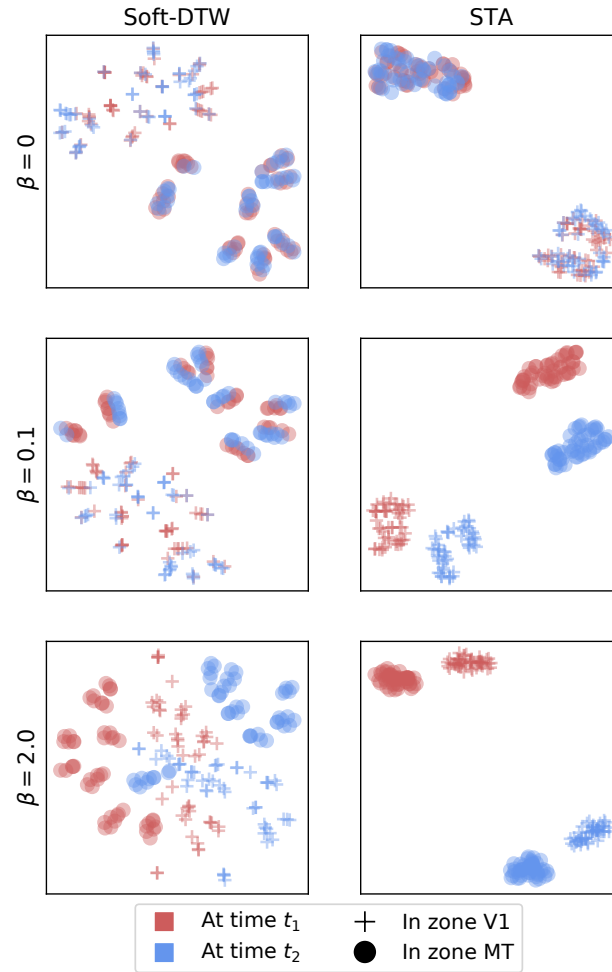 Soft-DTW STA
β = 0
β = 0.1
β = 2.0
At time t₁ In zone V1
At time t₂ In zone MT